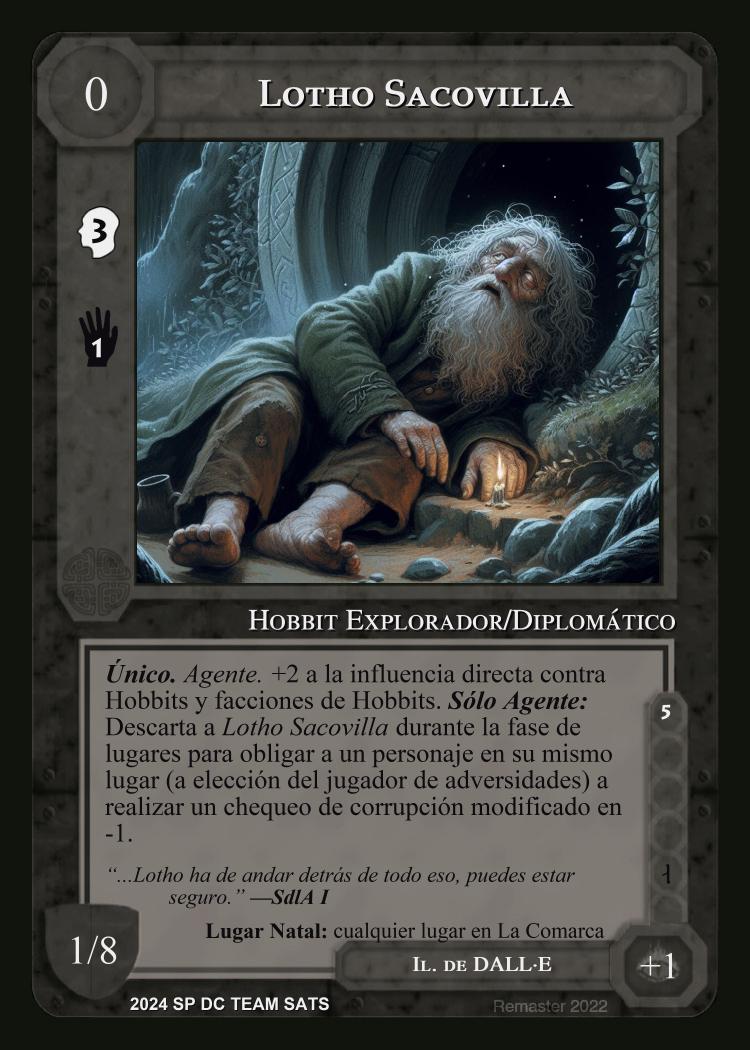 0
Lotho Sacovilla
3
1
Hobbit Explorador/Diplomático
Único. Agente. +2 a la influencia directa contra
Hobbits y facciones de Hobbits. Sólo Agente:
Descarta a Lotho Sacovilla durante la fase de
lugares para obligar a un personaje en su mismo
lugar (a elección del jugador de adversidades) a
realizar un chequeo de corrupción modificado en
-1.
5
“...Lotho ha de andar detrás de todo eso, puedes estar
seguro.” —SdlA I
Lugar Natal: cualquier lugar en La Comarca
1/8
Il. de DALL·E
+1
2024 SP DC TEAM SATS
Remaster 2022